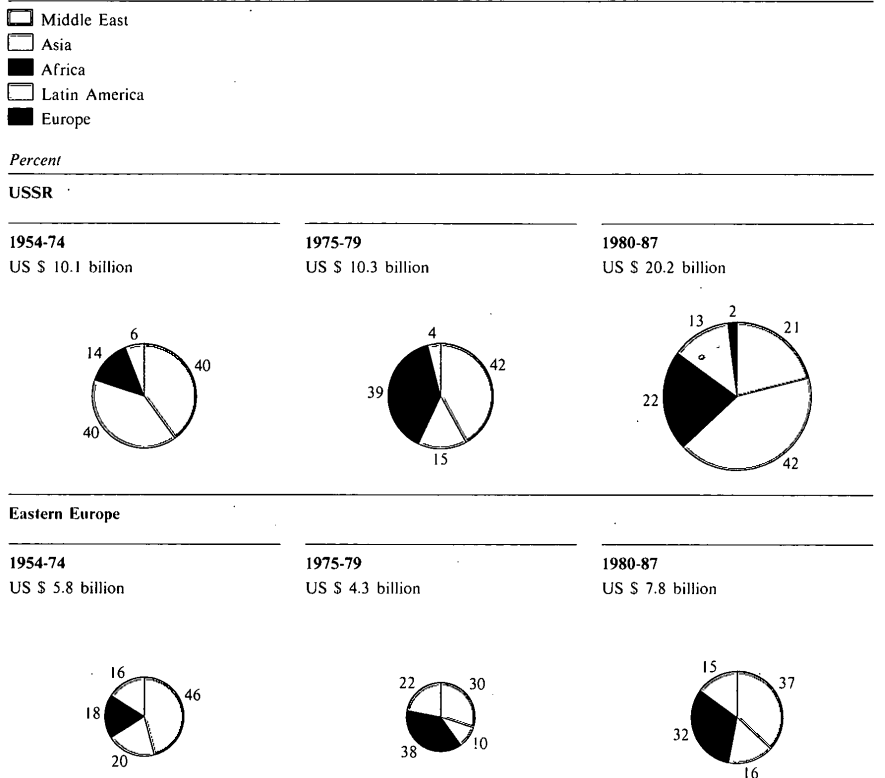 Middle East
Asia
Africa
Latin America
Europe
Percent
USSR
1954-74 1975-79 1980-87
US $ 10.1 billion US $ 10.3 billion US $ 20.2 billion
6 40 40 14
4 42 15 39
2 21 42 22 13
Eastern Europe
1954-74 1975-79 1980-87
US $ 5.8 billion US $ 4.3 billion US $ 7.8 billion
16 46 20 18
22 30 10 38
15 37 16 32